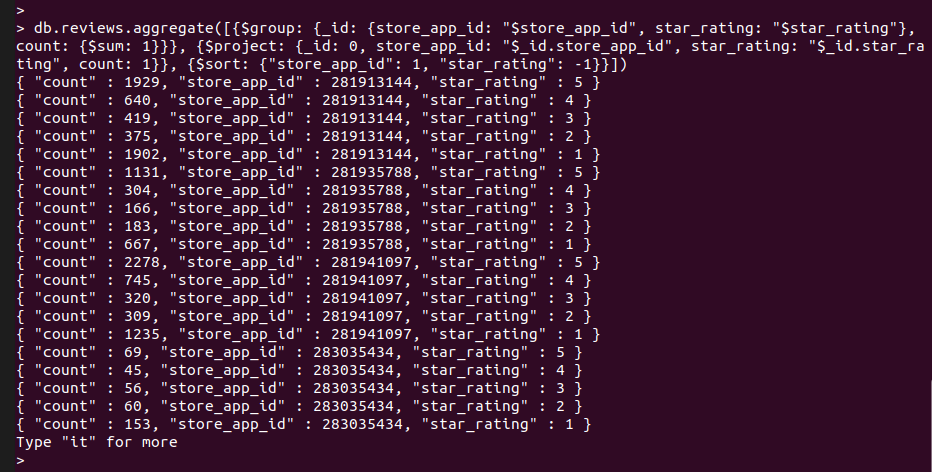 >
> db.reviews.aggregate([{$group: {_id: {store_app_id: "$store_app_id", star_rating: "$star_rating"},
count: {$sum: 1}}}, {$project: {_id: 0, store_app_id: "$_id.store_app_id", star_rating: "$_id.star_ra
ting", count: 1}}, {$sort: {"store_app_id": 1, "star_rating": -1}}])
{ "count" : 1929, "store_app_id" : 281913144, "star_rating" : 5 }
{ "count" : 640, "store_app_id" : 281913144, "star_rating" : 4 }
{ "count" : 419, "store_app_id" : 281913144, "star_rating" : 3 }
{ "count" : 375, "store_app_id" : 281913144, "star_rating" : 2 }
{ "count" : 1902, "store_app_id" : 281913144, "star_rating" : 1 }
{ "count" : 1131, "store_app_id" : 281935788, "star_rating" : 5 }
{ "count" : 304, "store_app_id" : 281935788, "star_rating" : 4 }
{ "count" : 166, "store_app_id" : 281935788, "star_rating" : 3 }
{ "count" : 183, "store_app_id" : 281935788, "star_rating" : 2 }
{ "count" : 667, "store_app_id" : 281935788, "star_rating" : 1 }
{ "count" : 2278, "store_app_id" : 281941097, "star_rating" : 5 }
{ "count" : 745, "store_app_id" : 281941097, "star_rating" : 4 }
{ "count" : 320, "store_app_id" : 281941097, "star_rating" : 3 }
{ "count" : 309, "store_app_id" : 281941097, "star_rating" : 2 }
{ "count" : 1235, "store_app_id" : 281941097, "star_rating" : 1 }
{ "count" : 69, "store_app_id" : 283035434, "star_rating" : 5 }
{ "count" : 45, "store_app_id" : 283035434, "star_rating" : 4 }
{ "count" : 56, "store_app_id" : 283035434, "star_rating" : 3 }
{ "count" : 60, "store_app_id" : 283035434, "star_rating" : 2 }
{ "count" : 153, "store_app_id" : 283035434, "star_rating" : 1 }
Type "it" for more
>